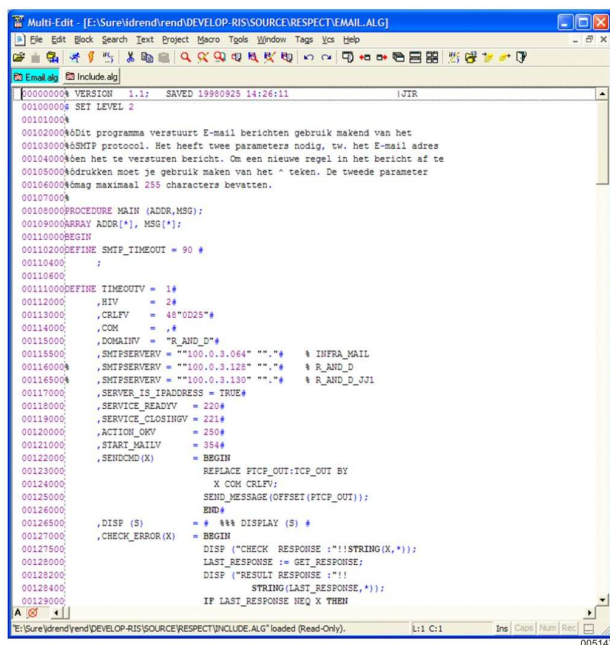 Multi-Edit - [E:\Sure\idrend\rend\DEVELOP-RIS\SOURCE\RESPECT\EMAIL.ALG]
File Edit Block Search Text Project Macro Tools Window Tags Vcs Help
Email.alg Include.alg
00000000% VERSION 1.1; SAVED 19980925 14:26:11 |JTR
00100000$ SET LEVEL 2
00101000%
00102000%óDit programma verstuurt E-mail berichten gebruik makend van het
00103000%óSMTP protocol. Het heeft twee parameters nodig, tw. het E-mail adres
00104000%óen het te versturen bericht. Om een nieuwe regel in het bericht af te
00105000%ódrukken moet je gebruik maken van het ^ teken. De tweede parameter
00106000%ómag maximaal 255 characters bevatten.
00107000%
00108000PROCEDURE MAIN (ADDR,MSG);
00109000ARRAY ADDR[*], MSG[*];
00110000BEGIN
00110200DEFINE SMTP_TIMEOUT = 90 #
00110400 ;
00110600
00111000DEFINE TIMEOUTV = 1#
00112000 ,HIV = 2#
00113000 ,CRLFV = 48"0D25"#
00114000 ,COM = ,#
00115000 ,DOMAINV = "R_AND_D"#
00115500 ,SMTPSERVERV = ""100.0.3.064" ""."# % INFRA_MAIL
00116000% ,SMTPSERVERV = ""100.0.3.128" ""."# % R_AND_D
00116500% ,SMTPSERVERV = ""100.0.3.130" ""."# % R_AND_D_JJ1
00117000 ,SERVER_IS_IPADDRESS = TRUE#
00118000 ,SERVICE_READYV = 220#
00119000 ,SERVICE_CLOSINGV = 221#
00120000 ,ACTION_OKV = 250#
00121000 ,START_MAILV = 354#
00122000 ,SENDCMD(X) = BEGIN
00123000 REPLACE PTCP_OUT:TCP_OUT BY
00124000 X COM CRLFV;
00125000 SEND_MESSAGE(OFFSET(PTCP_OUT));
00126000 END#
00126500 ,DISP (S) = # %%% DISPLAY (S) #
00127000 ,CHECK_ERROR(X) = BEGIN
00127500 DISP ("CHECK RESPONSE :"!!STRING(X,*));
00128000 LAST_RESPONSE := GET_RESPONSE;
00128200 DISP ("RESULT RESPONSE :"!!
00128400 STRING(LAST_RESPONSE,*));
00129000 IF LAST_RESPONSE NEQ X THEN
"E:\Sure\idrend\rend\DEVELOP-RIS\SOURCE\RESPECT\INCLUDE.ALG" loaded (Read-Only). L:1 C:1 Ins Caps Num Rec